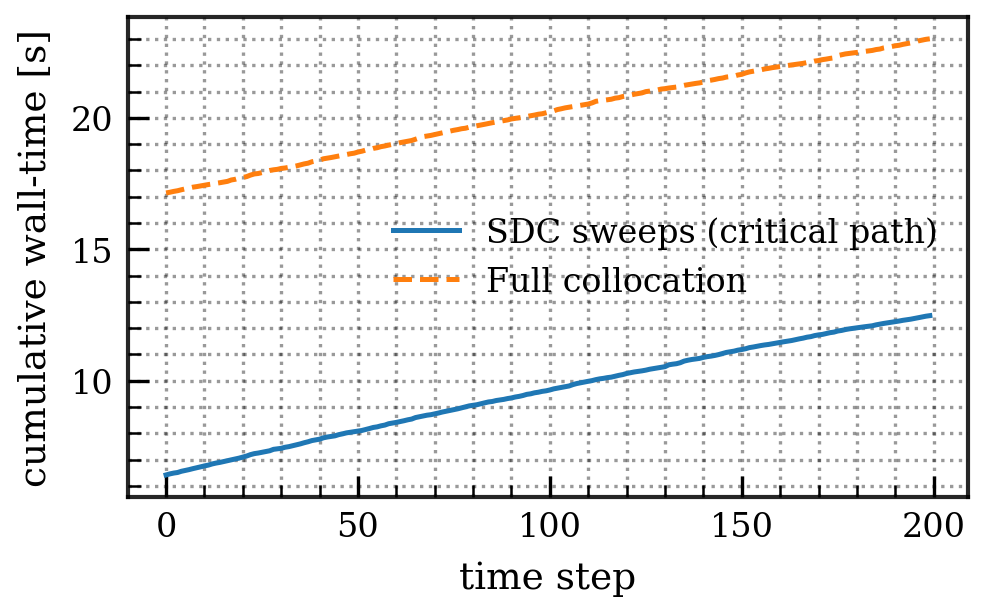 cumulative wall-time [s]
20
15
10
SDC sweeps (critical path)
Full collocation
0 50 100 150 200
time step